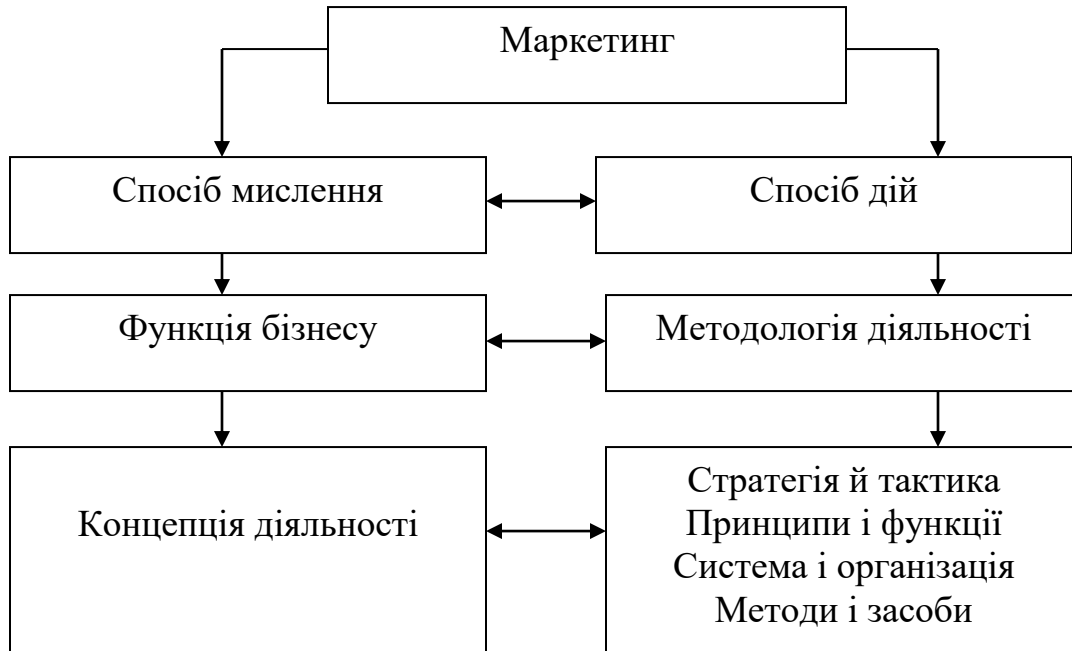 Маркетинг
Спосіб мислення
Спосіб дій
Функція бізнесу
Методологія діяльності
Концепція діяльності
Стратегія й тактика
Принципи і функції
Система і організація
Методи і засоби